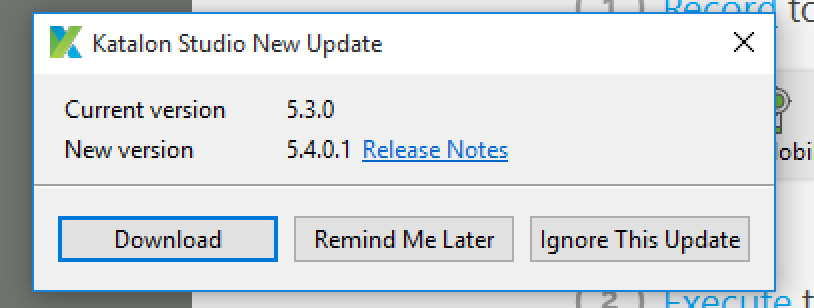 1 Record to
Katalon Studio New Update
Current version 5.3.0
New version 5.4.0.1 Release Notes
Download Remind Me Later Ignore This Update
2 Execute